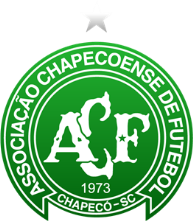 ASSOCIAÇÃO CHAPECOENSE DE FUTEBOL
ACF
1973
CHAPECÓ-SC